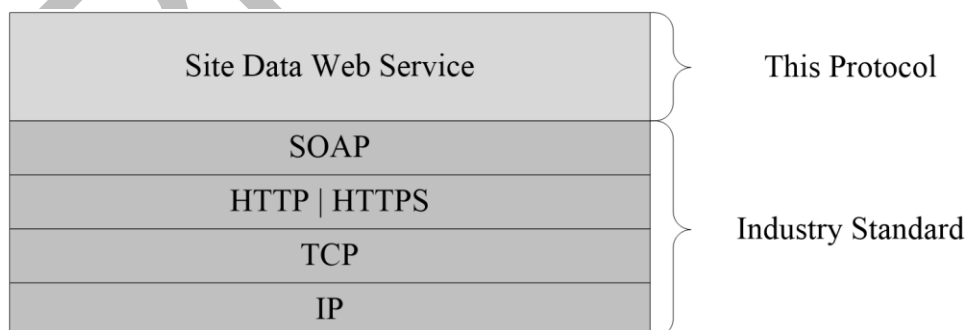 Site Data Web Service
This Protocol
SOAP
HTTP | HTTPS
TCP
IP
Industry Standard